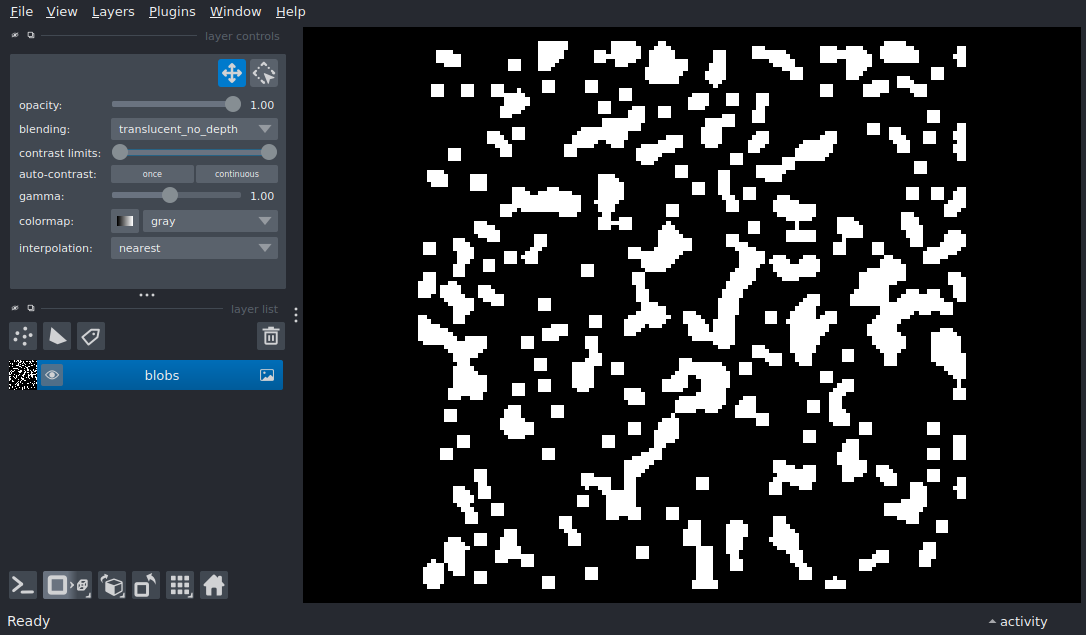 File View Layers Plugins Window Help
layer controls
opacity: 1.00
blending: translucent_no_depth
contrast limits:
auto-contrast: once continuous
gamma: 1.00
colormap: gray
interpolation: nearest
layer list
blobs
Ready
activity